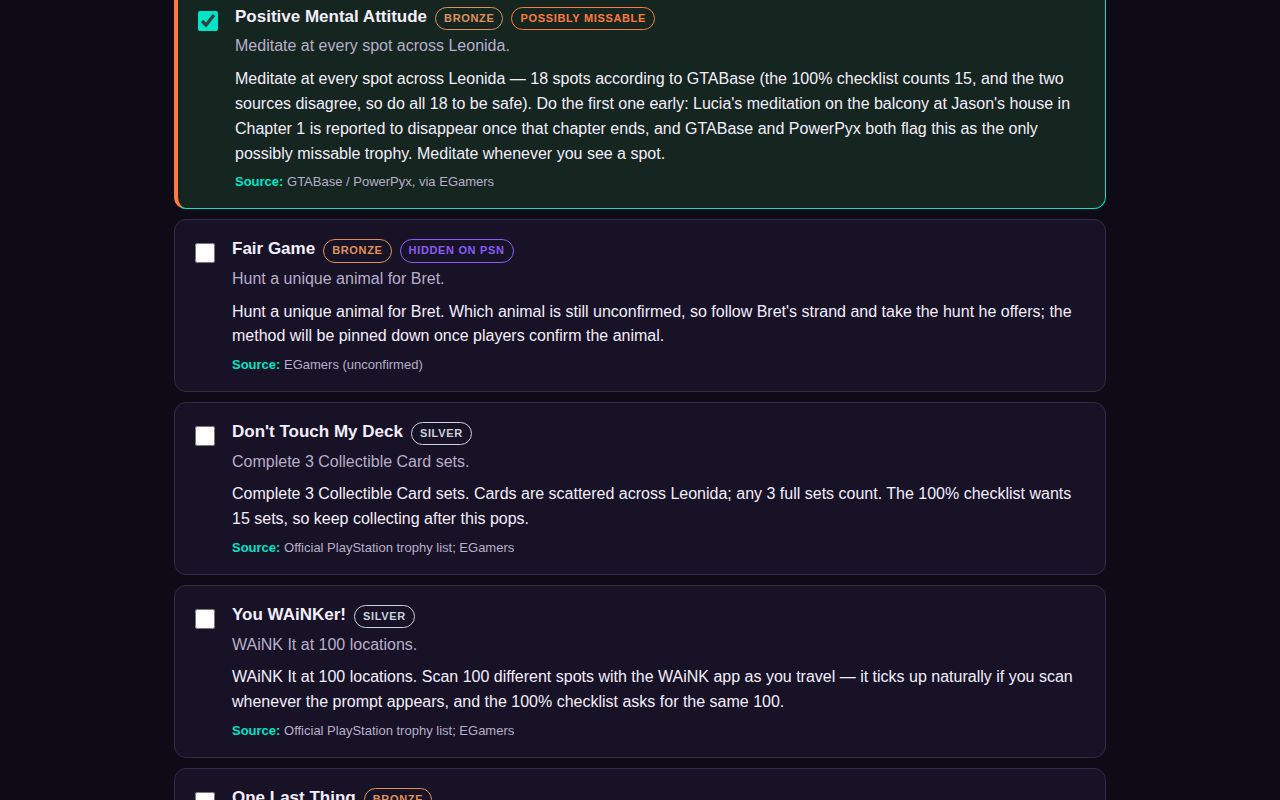 Positive Mental Attitude BRONZE POSSIBLY MISSABLE
Meditate at every spot across Leonida.
Meditate at every spot across Leonida — 18 spots according to GTABase (the 100% checklist counts 15, and the two
sources disagree, so do all 18 to be safe). Do the first one early: Lucia's meditation on the balcony at Jason's house in
Chapter 1 is reported to disappear once that chapter ends, and GTABase and PowerPyx both flag this as the only
possibly missable trophy. Meditate whenever you see a spot.
Source: GTABase / PowerPyx, via EGamers
Fair Game BRONZE HIDDEN ON PSN
Hunt a unique animal for Bret.
Hunt a unique animal for Bret. Which animal is still unconfirmed, so follow Bret's strand and take the hunt he offers; the
method will be pinned down once players confirm the animal.
Source: EGamers (unconfirmed)
Don't Touch My Deck SILVER
Complete 3 Collectible Card sets.
Complete 3 Collectible Card sets. Cards are scattered across Leonida; any 3 full sets count. The 100% checklist wants
15 sets, so keep collecting after this pops.
Source: Official PlayStation trophy list; EGamers
You WAiNKer! SILVER
WAiNK It at 100 locations.
WAiNK It at 100 locations. Scan 100 different spots with the WAiNK app as you travel — it ticks up naturally if you scan
whenever the prompt appears, and the 100% checklist asks for the same 100.
Source: Official PlayStation trophy list; EGamers
One Last Thing BRONZE